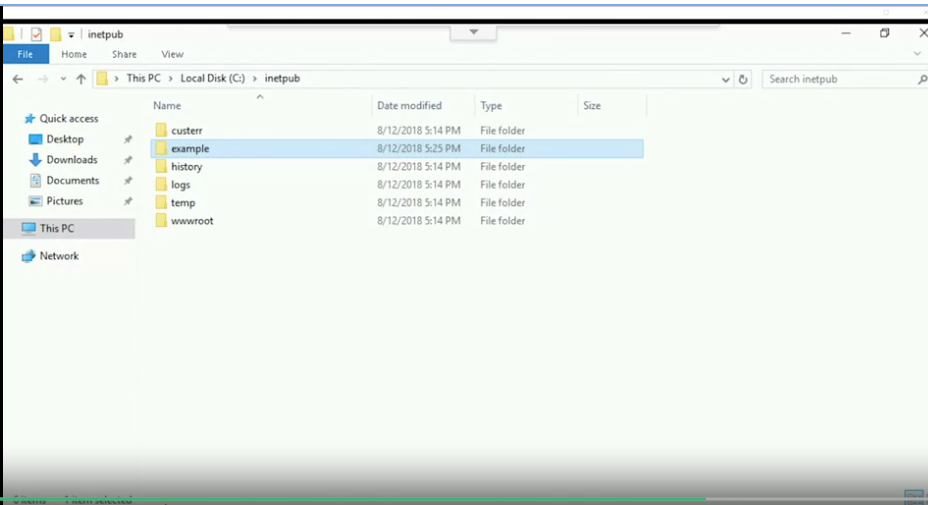 inetpub
File Home Share View
This PC Local Disk (C:) inetpub Search inetpub
Name Date modified Type Size
Quick access
Desktop
Downloads
Documents
Pictures
This PC
Network
custerr 8/12/2018 5:14 PM File folder
example 8/12/2018 5:25 PM File folder
history 8/12/2018 5:14 PM File folder
logs 8/12/2018 5:14 PM File folder
temp 8/12/2018 5:14 PM File folder
wwwroot 8/12/2018 5:14 PM File folder
6 items 1 item selected